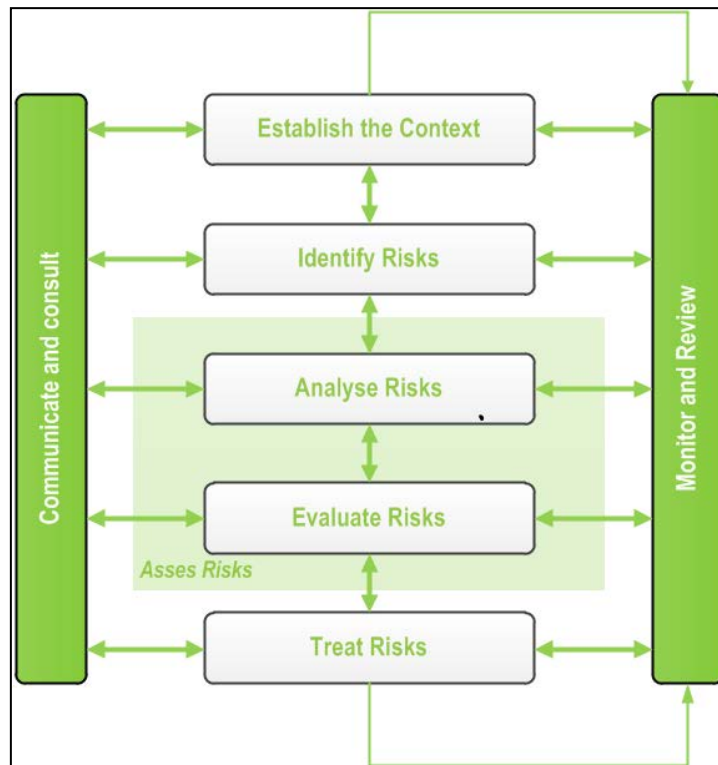 Establish the Context
Identify Risks
Analyse Risks
Evaluate Risks
Asses Risks
Treat Risks
Communicate and consult
Monitor and Review